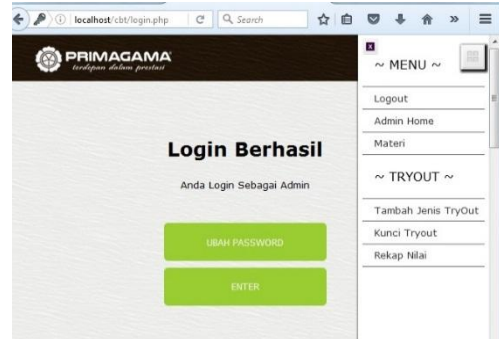 localhost/cbt/login.php
Search
PRIMAGAMA
terdepan dalam prestasi
Login Berhasil
Anda Login Sebagai Admin
UBAH PASSWORD
ENTER
x
~ MENU ~
Logout
Admin Home
Materi
~ TRYOUT ~
Tambah Jenis TryOut
Kunci Tryout
Rekap Nilai